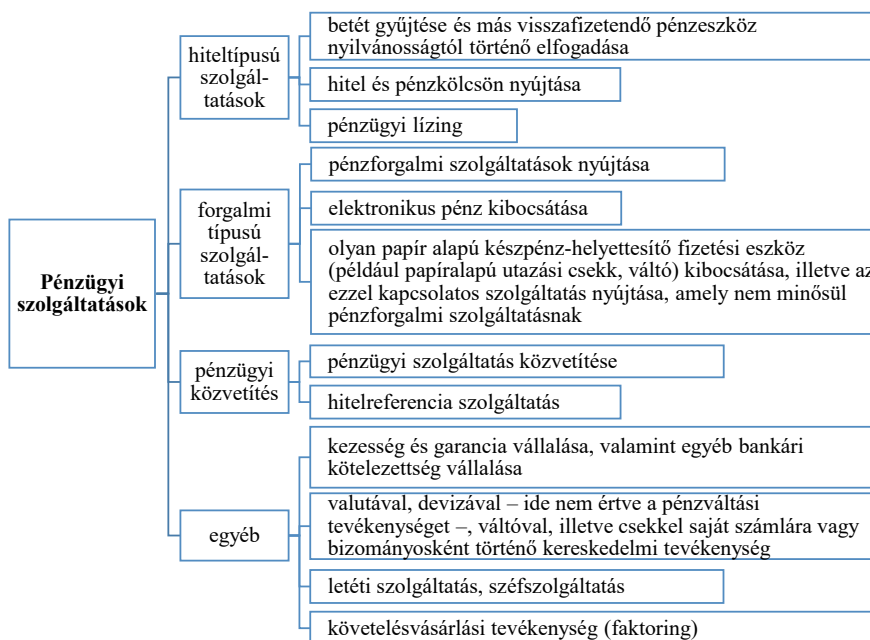 Pénzügyi
szolgáltatások
hiteltípusú
szolgál-
tatások
betét gyűjtése és más visszafizetendő pénzeszköz
nyilvánosságtól történő elfogadása
hitel és pénzkölcsön nyújtása
pénzügyi lízing
forgalmi
típusú
szolgál-
tatások
pénzforgalmi szolgáltatások nyújtása
elektronikus pénz kibocsátása
olyan papír alapú készpénz-helyettesítő fizetési eszköz
(például papíralapú utazási csekk, váltó) kibocsátása, illetve az
ezzel kapcsolatos szolgáltatás nyújtása, amely nem minősül
pénzforgalmi szolgáltatásnak
pénzügyi
közvetítés
pénzügyi szolgáltatás közvetítése
hitelreferencia szolgáltatás
egyéb
kezesség és garancia vállalása, valamint egyéb bankári
kötelezettség vállalása
valutával, devizával – ide nem értve a pénzváltási
tevékenységet –, váltóval, illetve csekkel saját számlára vagy
bizományosként történő kereskedelmi tevékenység
letéti szolgáltatás, széfszolgáltatás
követelésvásárlási tevékenység (faktoring)